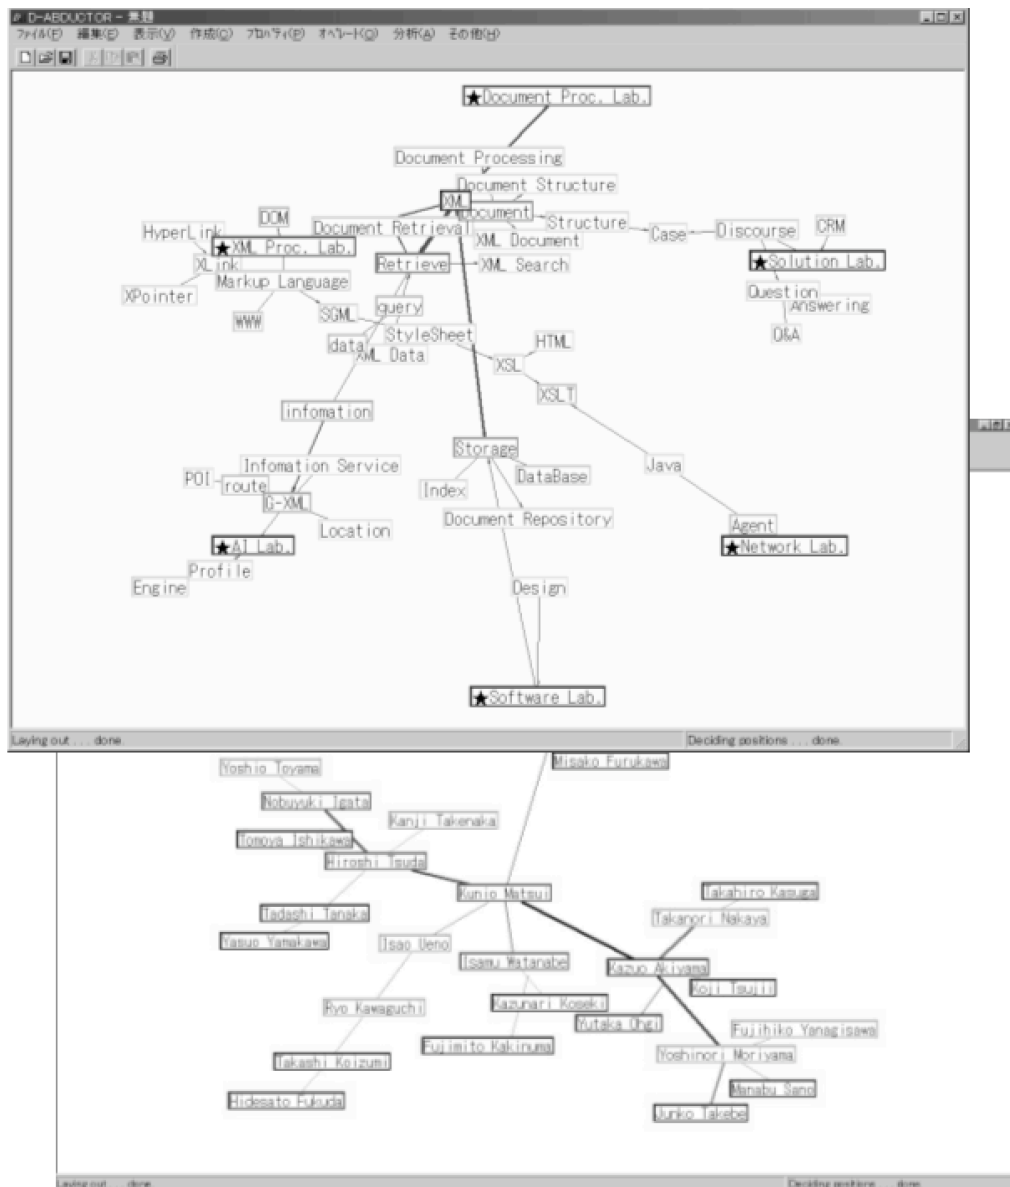 D-ABDUCTOR - 無題
ファイル(F) 編集(E) 表示(V) 作成(C) プロパティ(P) オペレート(O) 分析(A) その他(H)
★Document Proc. Lab.
Document Processing
Document Structure
XML
Document
Document Retrieval
Structure
XML Document
Case
Discourse
CRM
DOM
HyperLink
★XML Proc. Lab.
XLink
Retrieve
XML Search
★Solution Lab.
Markup Language
XPointer
Question
Answering
query
WWW
SGML
StyleSheet
Q&A
data
XML Data
HTML
XSL
XSLT
infomation
Storage
Infomation Service
DataBase
Java
POI
route
Index
G-XML
Location
Document Repository
Agent
★AI Lab.
★Network Lab.
Profile
Engine
Design
★Software Lab.
Laying out . . . done.
Deciding positions . . . done.
Misako Furukawa
Yoshio Toyama
Nobuyuki Igata
Kanji Takenaka
Tomoya Ishikawa
Hiroshi Tsuda
Kunio Matsui
Takahiro Kasuga
Tadashi Tanaka
Takanori Nakaya
Yasuo Yamakawa
Isao Ueno
Isamu Watanabe
Kazuo Akiyama
Koji Tsujii
Kazunari Koseki
Ryo Kawaguchi
Yutaka Ohgi
Fujihiko Yanagisawa
Fujimito Kakinuma
Yoshinori Moriyama
Takashi Koizumi
Manabu Sano
Hidesato Fukuda
Junko Takebe
Laying out . . . done
Deciding positions . . . done